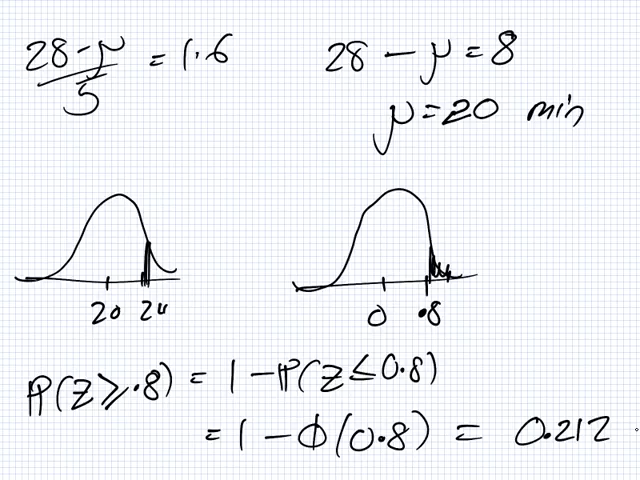 28 - μ / 5 = 1.6
28 - μ = 8
μ = 20 min
20 24
0 .8
ℙ(Z ≥ .8) = 1 - ℙ(Z ≤ 0.8)
= 1 - Φ(0.8) = 0.212